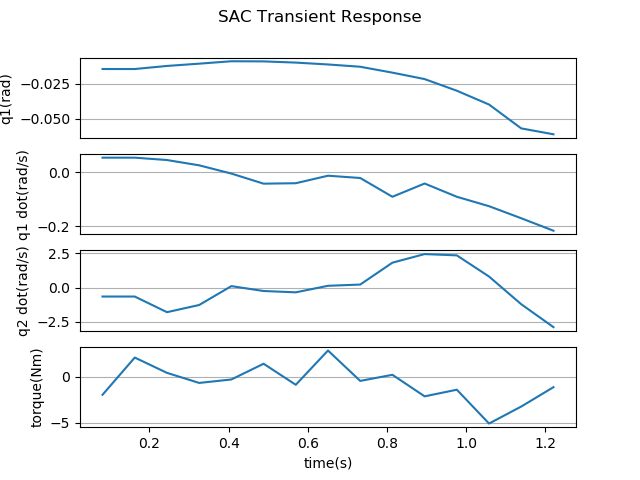 SAC Transient Response
q1(rad)
−0.025
−0.050
q1 dot(rad/s)
0.0
−0.2
q2 dot(rad/s)
2.5
0.0
−2.5
torque(Nm)
0
−5
0.2 0.4 0.6 0.8 1.0 1.2
time(s)